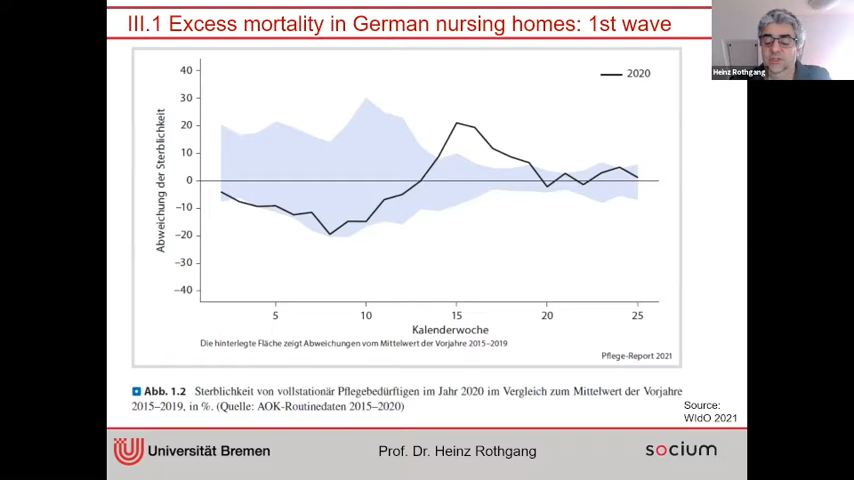 III.1 Excess mortality in German nursing homes: 1st wave
Heinz Rothgang
2020
40
30
20
10
0
−10
−20
−30
−40
Abweichung der Sterblichkeit
5 10 15 20 25
Kalenderwoche
Die hinterlegte Fläche zeigt Abweichungen vom Mittelwert der Vorjahre 2015–2019
Pflege-Report 2021
Abb. 1.2 Sterblichkeit von vollstationär Pflegebedürftigen im Jahr 2020 im Vergleich zum Mittelwert der Vorjahre
2015–2019, in %. (Quelle: AOK-Routinedaten 2015–2020)
Source:
WIdO 2021
Universität Bremen
Prof. Dr. Heinz Rothgang
socium